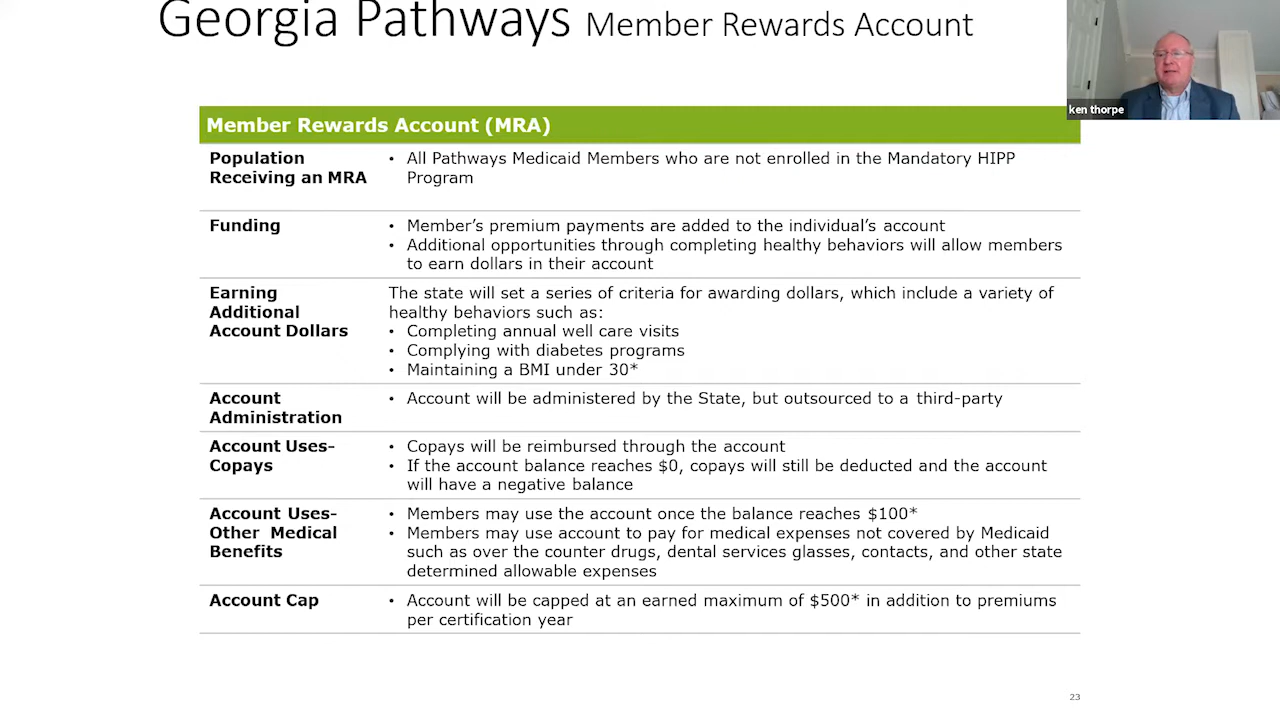 Georgia Pathways Member Rewards Account
ken thorpe
Member Rewards Account (MRA)
Population
Receiving an MRA
• All Pathways Medicaid Members who are not enrolled in the Mandatory HIPP
Program
Funding
• Member’s premium payments are added to the individual’s account
• Additional opportunities through completing healthy behaviors will allow members
to earn dollars in their account
Earning
Additional
Account Dollars
The state will set a series of criteria for awarding dollars, which include a variety of
healthy behaviors such as:
• Completing annual well care visits
• Complying with diabetes programs
• Maintaining a BMI under 30*
Account
Administration
• Account will be administered by the State, but outsourced to a third-party
Account Uses-
Copays
• Copays will be reimbursed through the account
• If the account balance reaches $0, copays will still be deducted and the account
will have a negative balance
Account Uses-
Other Medical
Benefits
• Members may use the account once the balance reaches $100*
• Members may use account to pay for medical expenses not covered by Medicaid
such as over the counter drugs, dental services glasses, contacts, and other state
determined allowable expenses
Account Cap
• Account will be capped at an earned maximum of $500* in addition to premiums
per certification year
23